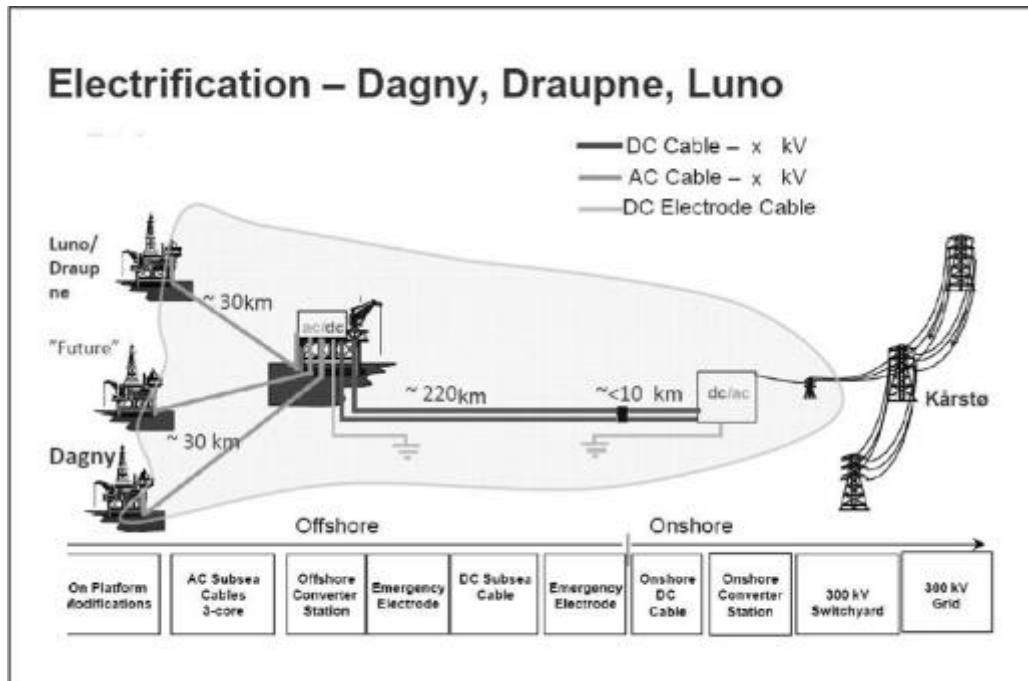 Electrification – Dagny, Draupne, Luno
DC Cable – x kV
AC Cable – x kV
DC Electrode Cable
Luno/
Draup
ne
~ 30km
"Future"
ac/dc
~ 220km
~<10 km
dc/ac
Kårstø
~ 30 km
Dagny
Offshore
Onshore
On Platform
Modifications
AC Subsea
Cables
3-core
Offshore
Converter
Station
Emergency
Electrode
DC Subsea
Cable
Emergency
Electrode
Onshore
DC
Cable
Onshore
Converter
Station
300 kV
Switchyard
300 kV
Grid